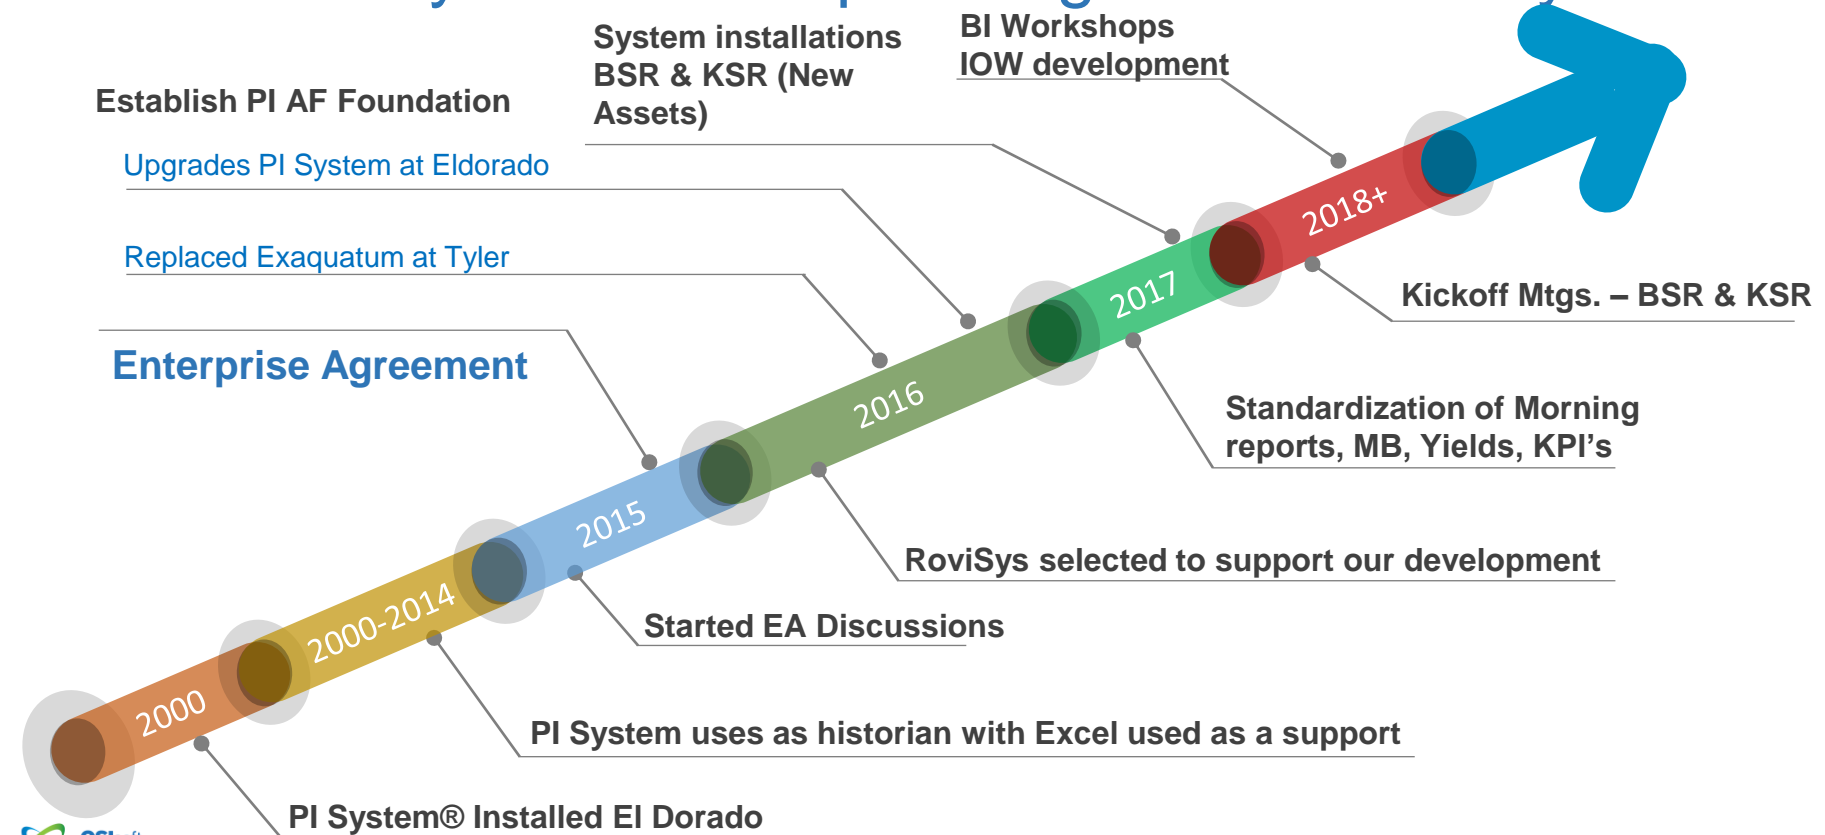 System installations
BSR & KSR (New
Assets)
BI Workshops
IOW development
Establish PI AF Foundation
Upgrades PI System at Eldorado
Replaced Exaquatum at Tyler
Enterprise Agreement
2018+
2017
2016
2015
2000-2014
2000
Kickoff Mtgs. – BSR & KSR
Standardization of Morning
reports, MB, Yields, KPI's
RoviSys selected to support our development
Started EA Discussions
PI System uses as historian with Excel used as a support
PI System® Installed El Dorado